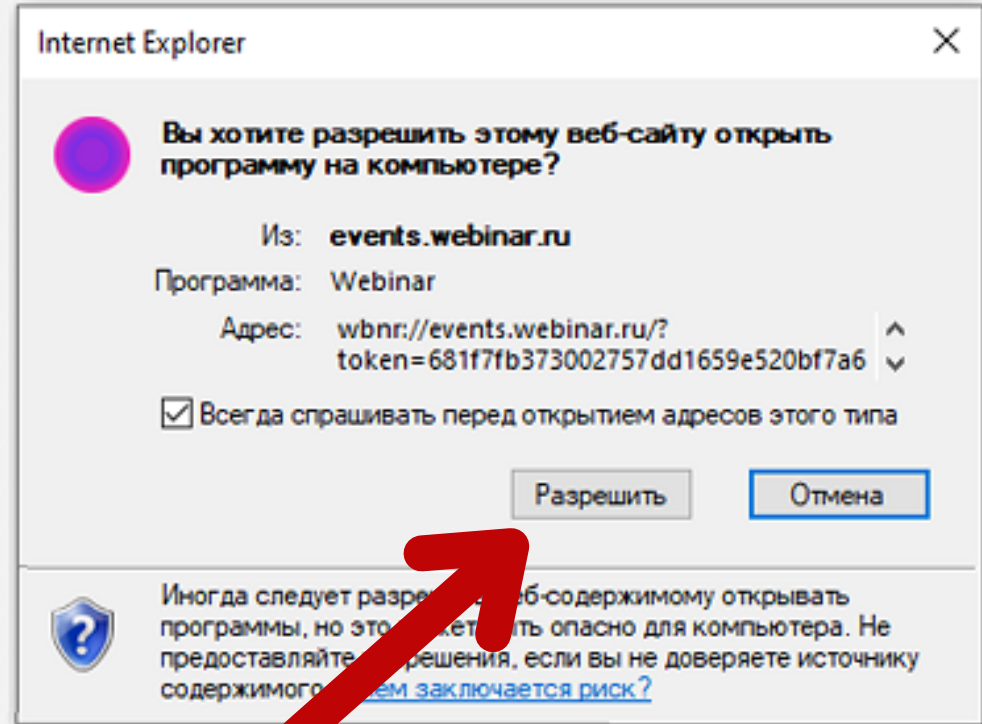 Internet Explorer
Вы хотите разрешить этому веб-сайту открыть
программу на компьютере?
Из: events.webinar.ru
Программа: Webinar
Адрес: wbnr://events.webinar.ru/?
token=681f7fb373002757dd1659e520bf7a6
Всегда спрашивать перед открытием адресов этого типа
Разрешить Отмена
Иногда следует содержимому открывать
программы, но опасно для компьютера. Не
предоставляйте если вы не доверяете источнику
содержимого заключается риск?